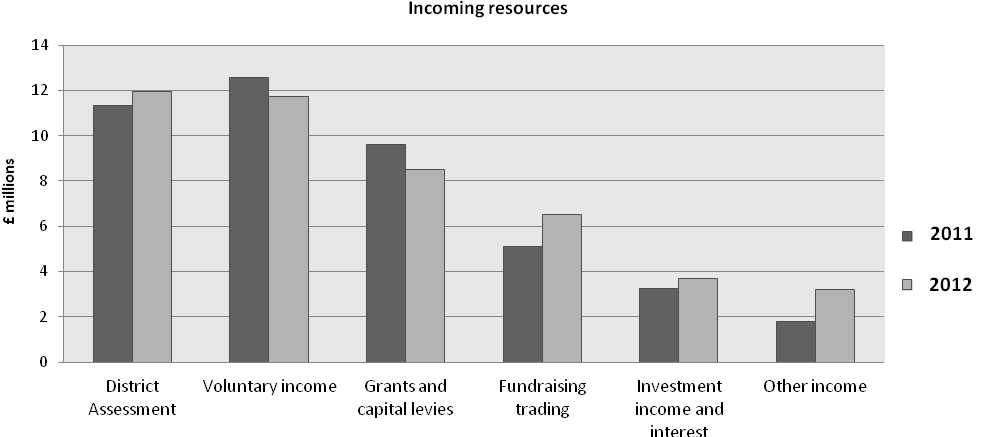 Incoming resources
14
12
10
8
6
4
2
0
£ millions
District
Assessment
Voluntary income
Grants and
capital levies
Fundraising
trading
Investment
income and
interest
Other income
2011
2012